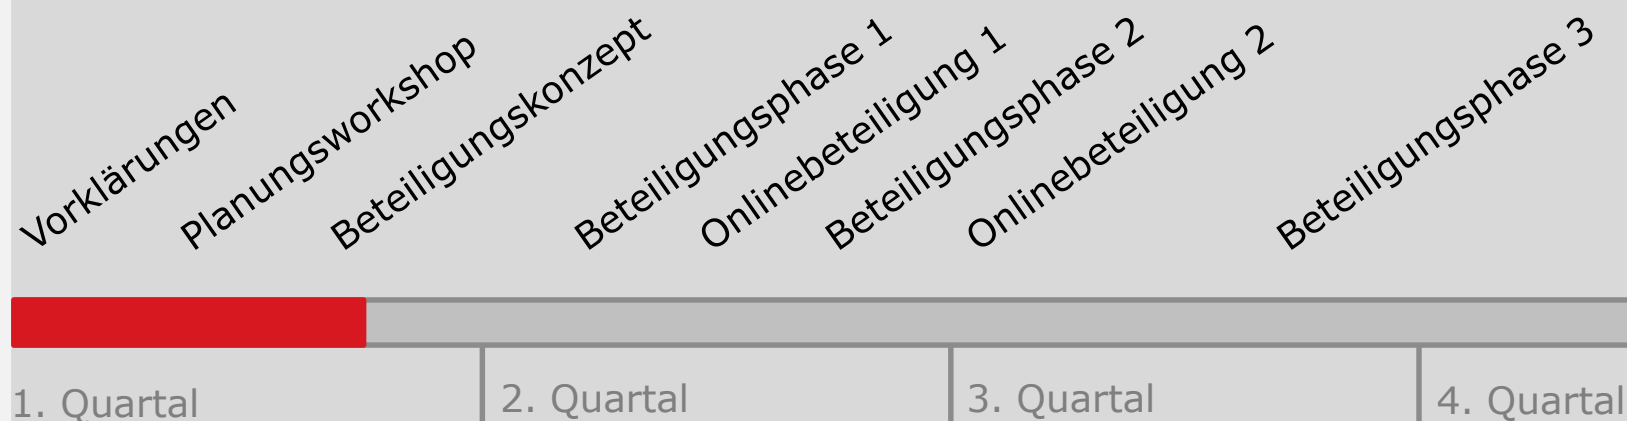 Vorklärungen
Planungsworkshop
Beteiligungskonzept
Beteiligungsphase 1
Onlinebeteiligung 1
Beteiligungsphase 2
Onlinebeteiligung 2
Beteiligungsphase 3
1. Quartal
2. Quartal
3. Quartal
4. Quartal